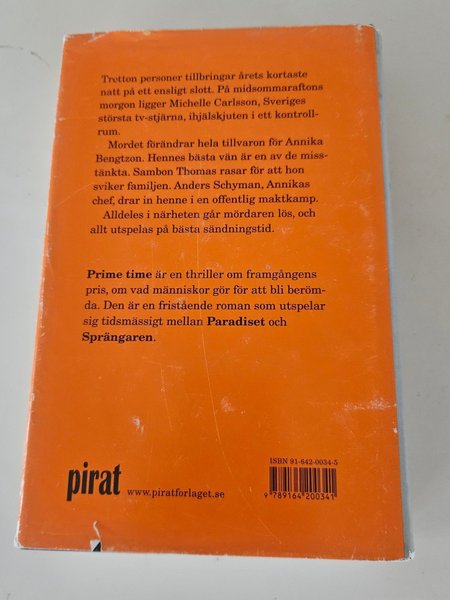 Tretton personer tillbringar årets kortaste
natt på ett ensligt slott. På midsommaraftons
morgon ligger Michelle Carlsson, Sveriges
största tv-stjärna, ihjälskjuten i ett kontroll-
rum.
Mordet förändrar hela tillvaron för Annika
Bengtzon. Hennes bästa vän är en av de miss-
tänkta. Sambon Thomas rasar för att hon
sviker familjen. Anders Schyman, Annikas
chef, drar in henne i en offentlig maktkamp.
Alldeles i närheten går mördaren lös, och
allt utspelas på bästa sändningstid.
Prime time är en thriller om framgångens
pris, om vad människor gör för att bli beröm-
da. Den är en fristående roman som utspelar
sig tidsmässigt mellan Paradiset och
Sprängaren.
ISBN 91-642-0034-5
pirat www.piratforlaget.se
9 789164 200341